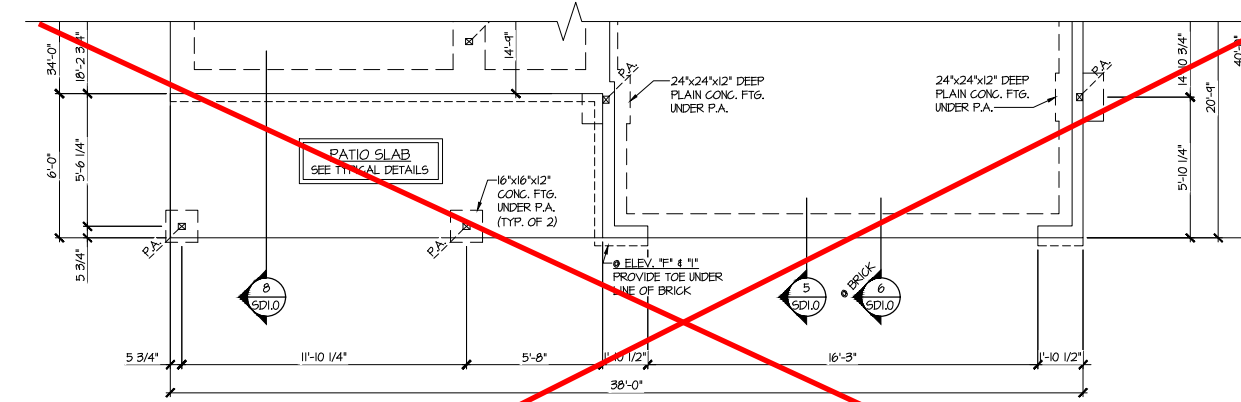 34'-0"
18'-2 3/4"
14'-9"
P.A.
24"x24"x12" DEEP
PLAIN CONC. FTG.
UNDER P.A.
24"x24"x12" DEEP
PLAIN CONC. FTG.
UNDER P.A.
P.A.
14'-10 3/4"
20'-9"
PATIO SLAB
SEE TYPICAL DETAILS
6'-0"
5'-6 1/4"
16"x16"x12"
CONC. FTG.
UNDER P.A.
(TYP. OF 2)
5'-10 1/4"
P.A.
P.A.
5 3/4"
@ ELEV. "F" & "I"
PROVIDE TOE UNDER
LINE OF BRICK
@ BRICK
8
SD1.0
5
SD1.0
6
SD1.0
5 3/4"
11'-10 1/4"
5'-8"
1'-10 1/2"
16'-3"
1'-10 1/2"
38'-0"